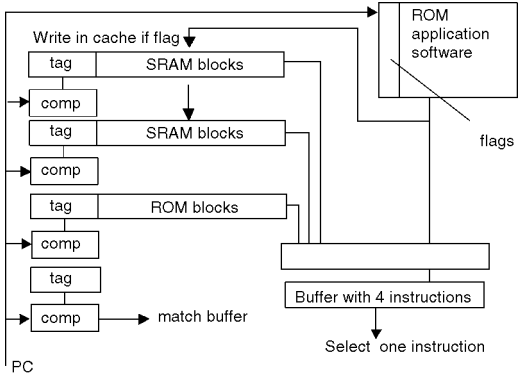 ROM
application
software
Write in cache if flag
tag SRAM blocks
comp
tag SRAM blocks
flags
comp
tag ROM blocks
comp
tag
Buffer with 4 instructions
comp match buffer
Select one instruction
PC